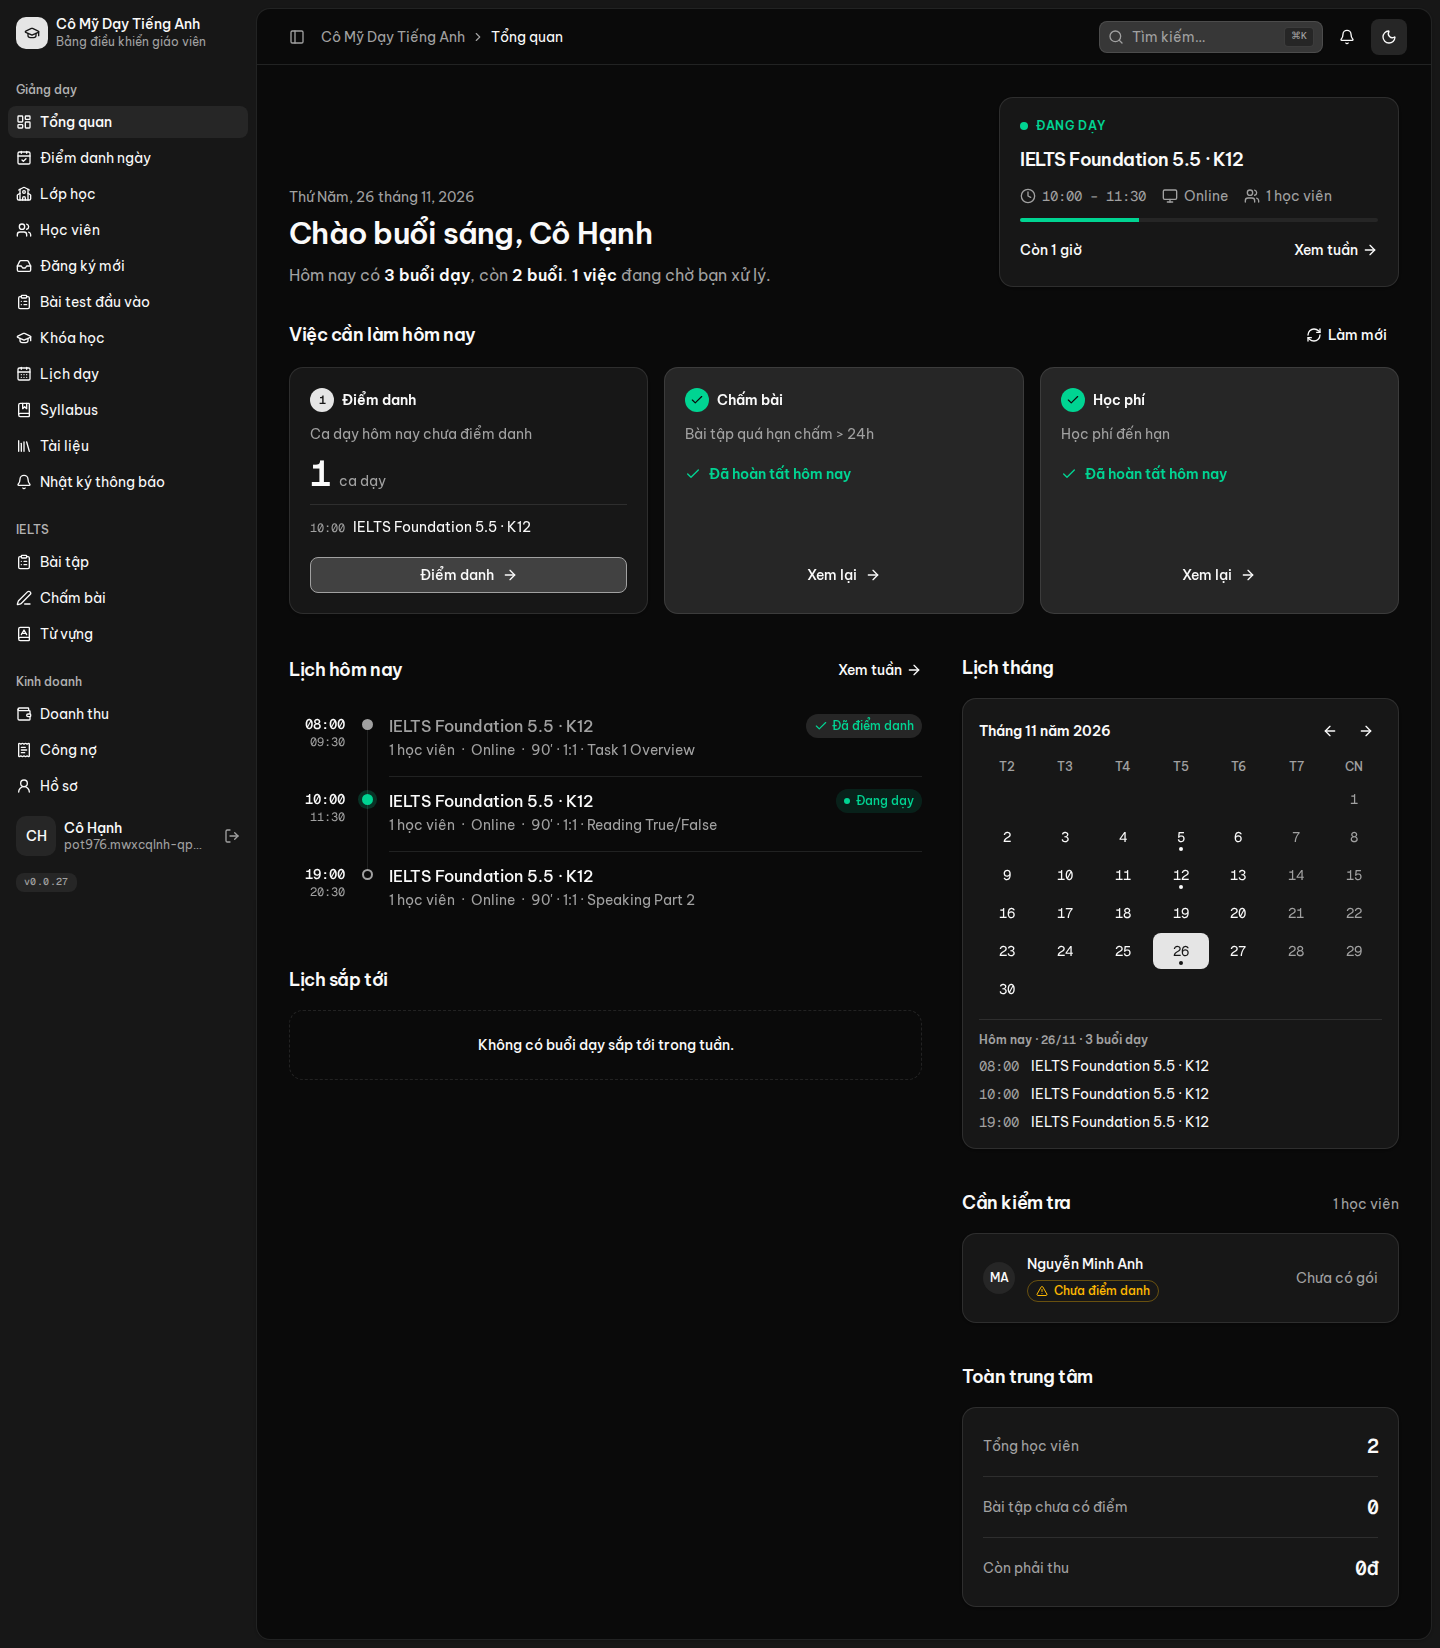 Cô Mỹ Dạy Tiếng Anh
Bảng điều khiển giáo viên
Giảng dạy
Tổng quan
Điểm danh ngày
Lớp học
Học viên
Đăng ký mới
Bài test đầu vào
Khóa học
Lịch dạy
Syllabus
Tài liệu
Nhật ký thông báo
IELTS
Bài tập
Chấm bài
Từ vựng
Kinh doanh
Doanh thu
Công nợ
Hồ sơ
CH
Cô Hạnh
pot976.mwxcqlnh-qp...
v0.0.27
Cô Mỹ Dạy Tiếng Anh > Tổng quan
Tìm kiếm... ⌘K
Thứ Năm, 26 tháng 11, 2026
Chào buổi sáng, Cô Hạnh
Hôm nay có 3 buổi dạy, còn 2 buổi. 1 việc đang chờ bạn xử lý.
ĐANG DẠY
IELTS Foundation 5.5 · K12
10:00 – 11:30 Online 1 học viên
Còn 1 giờ Xem tuần →
Việc cần làm hôm nay
Làm mới
1 Điểm danh
Ca dạy hôm nay chưa điểm danh
1 ca dạy
10:00 IELTS Foundation 5.5 · K12
Điểm danh →
Chấm bài
Bài tập quá hạn chấm > 24h
Đã hoàn tất hôm nay
Xem lại →
Học phí
Học phí đến hạn
Đã hoàn tất hôm nay
Xem lại →
Lịch hôm nay
Xem tuần →
08:00 IELTS Foundation 5.5 · K12 Đã điểm danh
09:30 1 học viên · Online · 90' · 1:1 · Task 1 Overview
10:00 IELTS Foundation 5.5 · K12 Đang dạy
11:30 1 học viên · Online · 90' · 1:1 · Reading True/False
19:00 IELTS Foundation 5.5 · K12
20:30 1 học viên · Online · 90' · 1:1 · Speaking Part 2
Lịch sắp tới
Không có buổi dạy sắp tới trong tuần.
Lịch tháng
Tháng 11 năm 2026 ← →
T2 T3 T4 T5 T6 T7 CN
1
2 3 4 5 6 7 8
9 10 11 12 13 14 15
16 17 18 19 20 21 22
23 24 25 26 27 28 29
30
Hôm nay · 26/11 · 3 buổi dạy
08:00 IELTS Foundation 5.5 · K12
10:00 IELTS Foundation 5.5 · K12
19:00 IELTS Foundation 5.5 · K12
Cần kiểm tra
1 học viên
MA
Nguyễn Minh Anh
Chưa điểm danh
Chưa có gói
Toàn trung tâm
Tổng học viên 2
Bài tập chưa có điểm 0
Còn phải thu 0đ